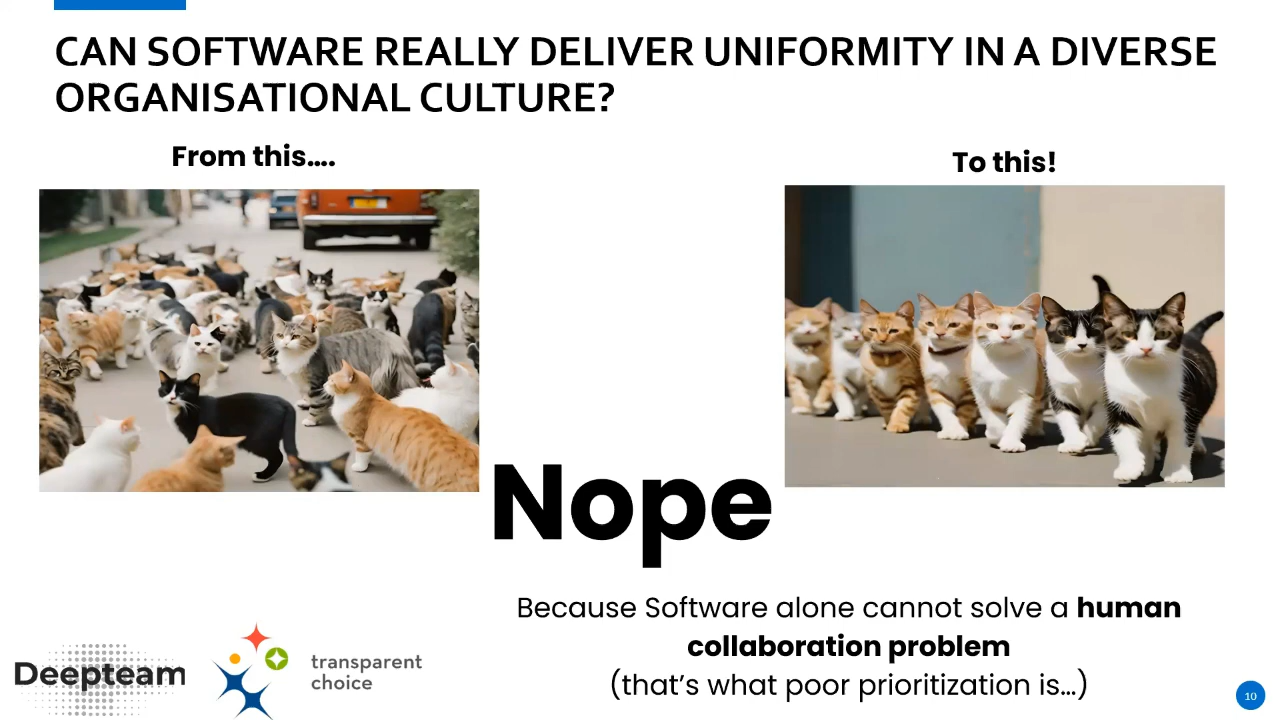 CAN SOFTWARE REALLY DELIVER UNIFORMITY IN A DIVERSE
ORGANISATIONAL CULTURE?
From this....
To this!
Nope
Because Software alone cannot solve a human
collaboration problem
(that's what poor prioritization is...)
Deepteam
transparent
choice
10